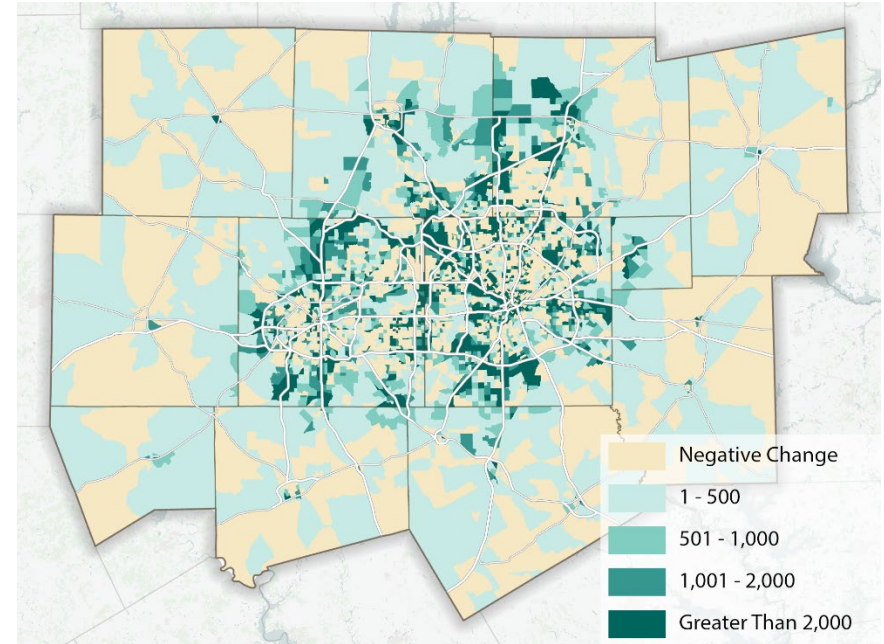 Negative Change
1 - 500
501 - 1,000
1,001 - 2,000
Greater Than 2,000